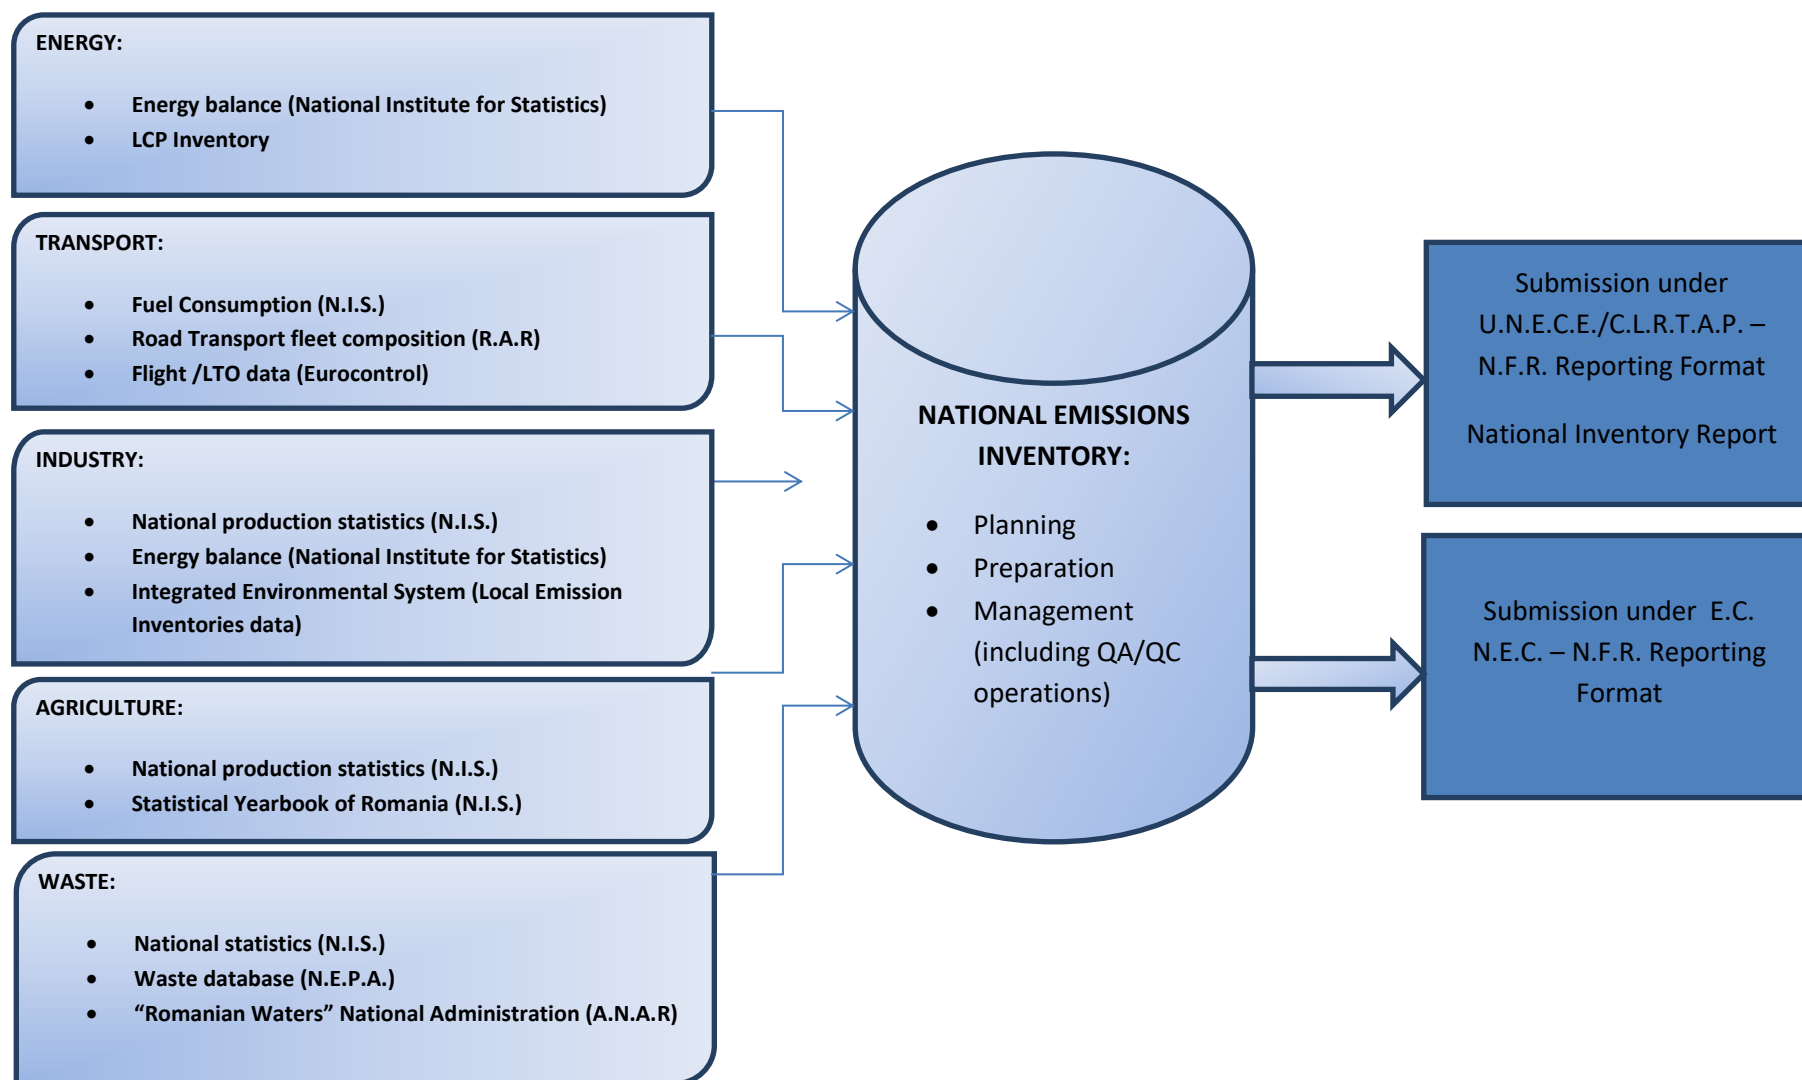 ENERGY:
• Energy balance (National Institute for Statistics)
• LCP Inventory
TRANSPORT:
• Fuel Consumption (N.I.S.)
• Road Transport fleet composition (R.A.R)
• Flight /LTO data (Eurocontrol)
INDUSTRY:
• National production statistics (N.I.S.)
• Energy balance (National Institute for Statistics)
• Integrated Environmental System (Local Emission
Inventories data)
AGRICULTURE:
• National production statistics (N.I.S.)
• Statistical Yearbook of Romania (N.I.S.)
WASTE:
• National statistics (N.I.S.)
• Waste database (N.E.P.A.)
• “Romanian Waters” National Administration (A.N.A.R)
NATIONAL EMISSIONS
INVENTORY:
• Planning
• Preparation
• Management
(including QA/QC
operations)
Submission under
U.N.E.C.E./C.L.R.T.A.P. –
N.F.R. Reporting Format
National Inventory Report
Submission under E.C.
N.E.C. – N.F.R. Reporting
Format